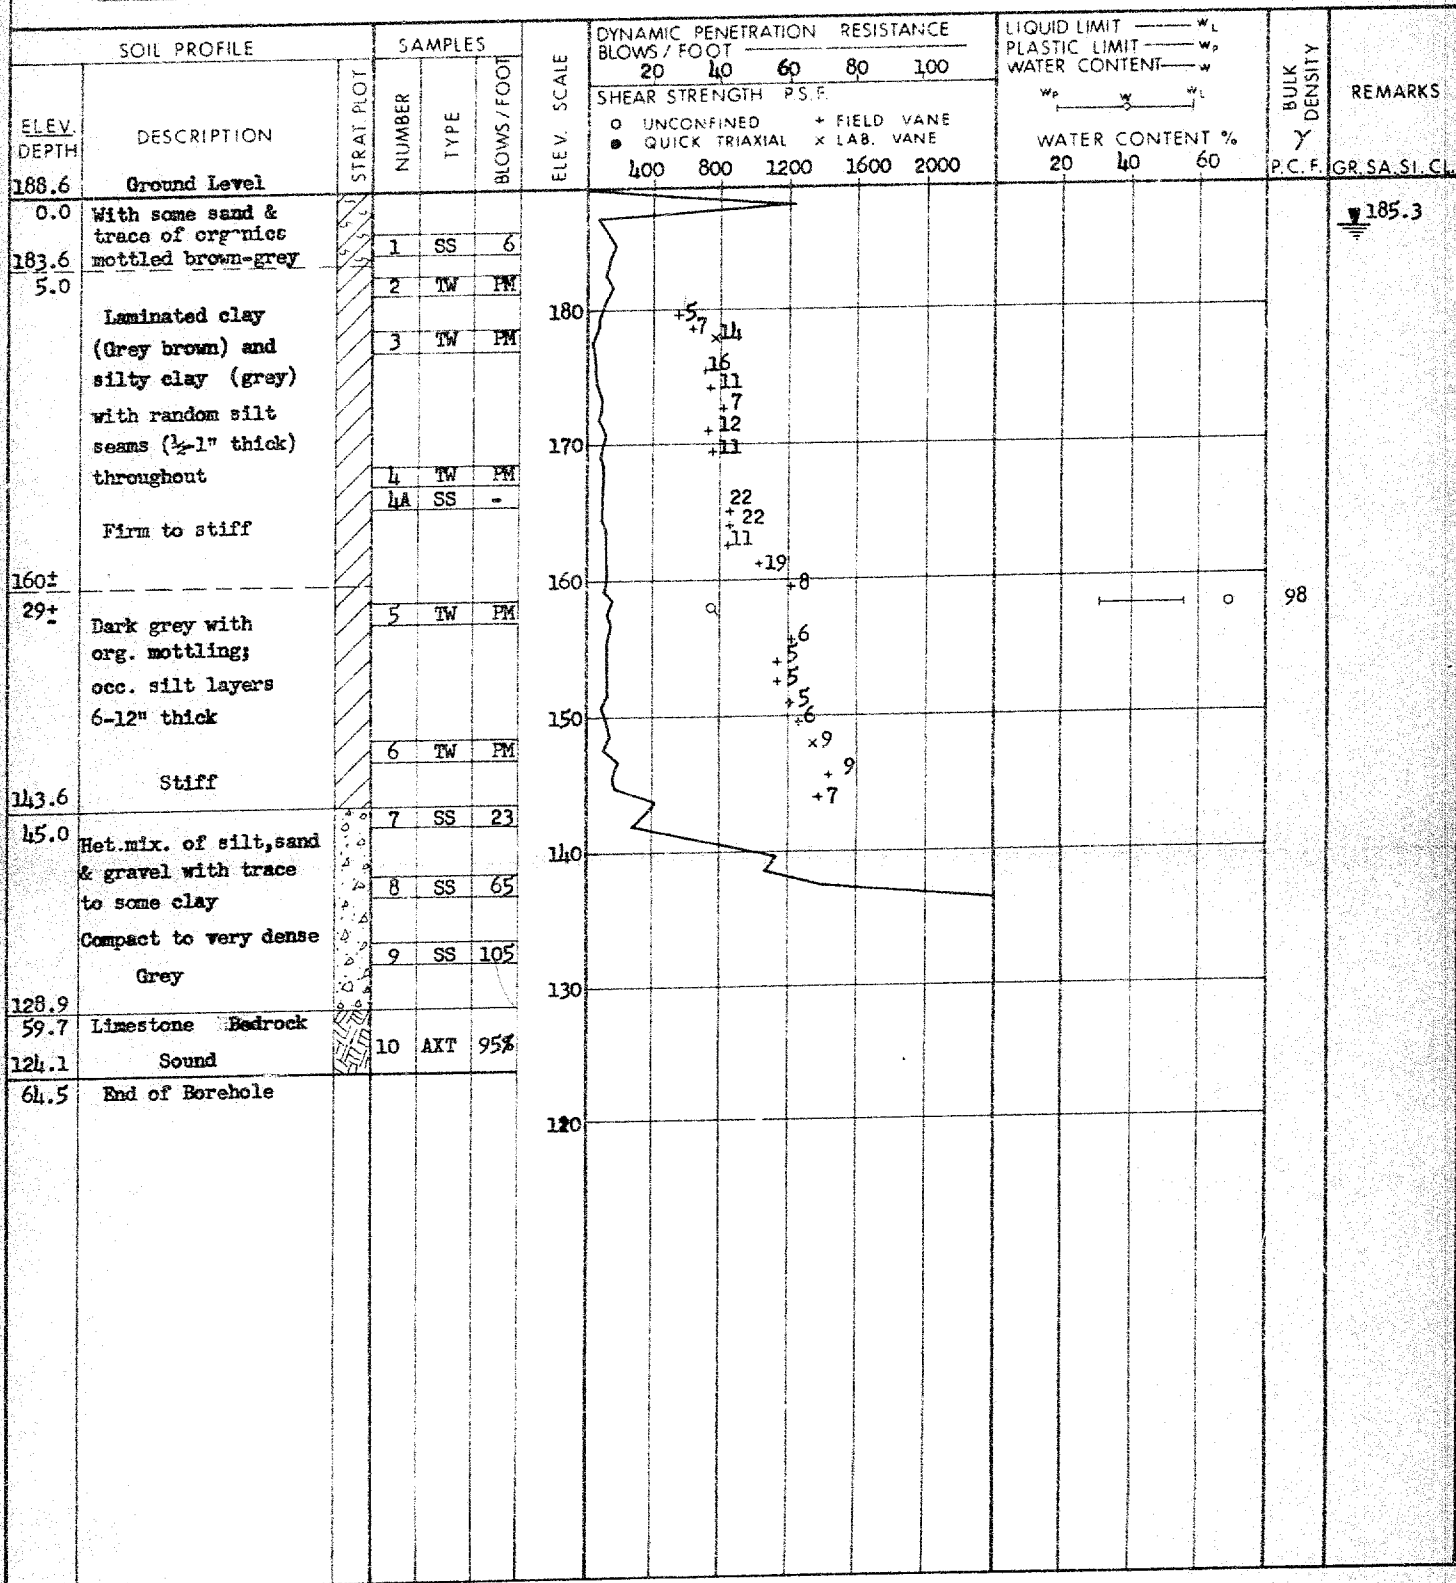 SOIL PROFILE
SAMPLES
ELEV. SCALE
DYNAMIC PENETRATION RESISTANCE
BLOWS / FOOT
20 40 60 80 100
SHEAR STRENGTH P.S.F.
O UNCONFINED + FIELD VANE
● QUICK TRIAXIAL × LAB. VANE
400 800 1200 1600 2000
LIQUID LIMIT WL
PLASTIC LIMIT WP
WATER CONTENT W
WP W WL
WATER CONTENT %
20 40 60
BULK DENSITY
γ
P.C.F.
REMARKS
GR. SA. SI. CL.
ELEV.
DEPTH
DESCRIPTION
STRAT PLOT
NUMBER
TYPE
BLOWS / FOOT
188.6 Ground Level
0.0 With some sand &
trace of
183.6 mottled brown-grey
5.0
Laminated clay
(Grey brown) and
silty clay (grey)
with random silt
seams (½-1" thick)
throughout
Firm to stiff
160±
29±
Dark grey with
org. mottling;
occ. silt layers
6-12" thick
Stiff
143.6
45.0 Het.mix. of silt,sand
& gravel with trace
to some clay
Compact to very dense
Grey
128.9
59.7 Limestone Bedrock
124.1 Sound
64.5 End of Borehole
1 SS 6
2 TW PM
3 TW PM
4 TW PM
4A SS -
5 TW PM
6 TW PM
7 SS 23
8 SS 65
9 SS 105
10 AXT 95%
180
170
160
150
140
130
120
+5
+7
×14
16
+11
+7
+12
+11
22
+22
+11
+19
+8
+6
+5
+5
+6
×9
+9
+7
98
185.3